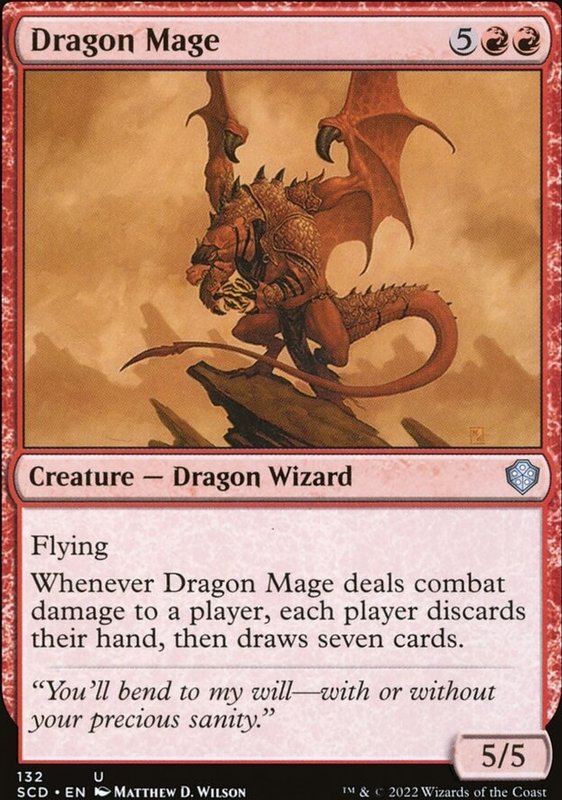 Dragon Mage 5
Creature — Dragon Wizard
Flying
Whenever Dragon Mage deals combat
damage to a player, each player discards
their hand, then draws seven cards.
“You’ll bend to my will—with or without
your precious sanity.”
5/5
132 U
SCD • EN MATTHEW D. WILSON
™ & © 2022 Wizards of the Coast